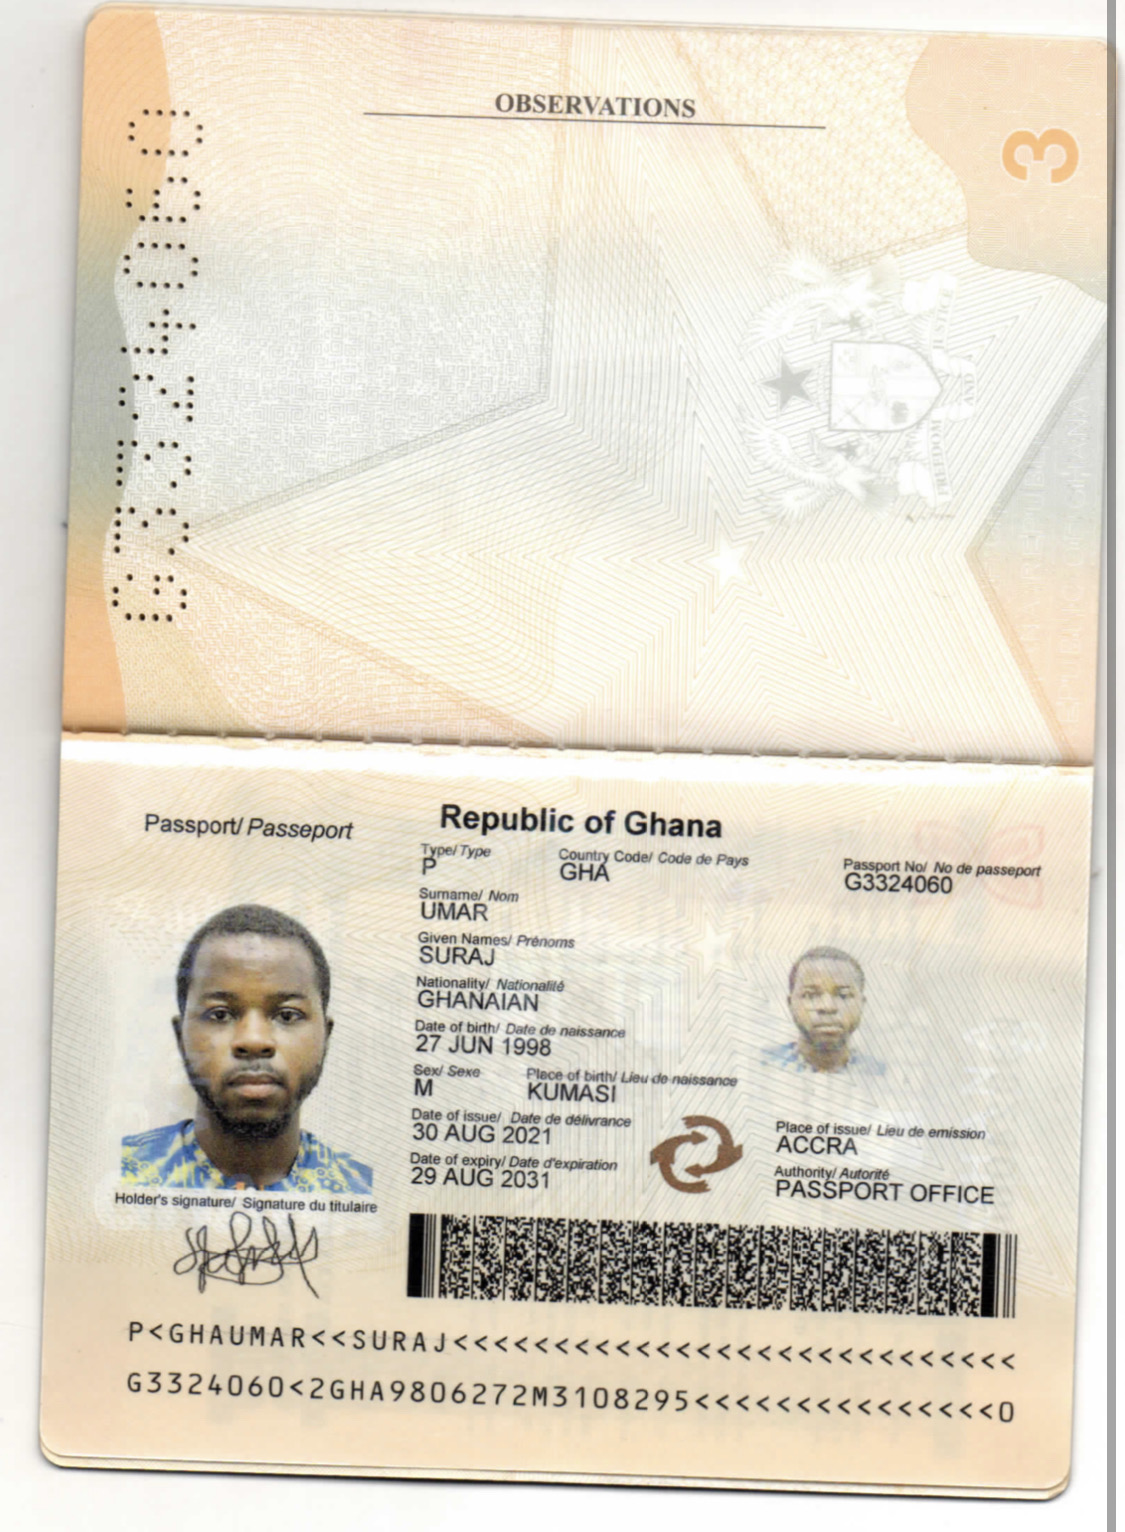 OBSERVATIONS
3
G3324060
Passport/ Passeport
Republic of Ghana
Type/ Type
P
Country Code/ Code de Pays
GHA
Passport No/ No de passeport
G3324060
Surname/ Nom
UMAR
Given Names/ Prénoms
SURAJ
Nationality/ Nationalité
GHANAIAN
Date of birth/ Date de naissance
27 JUN 1998
Sex/ Sexe
M
Place of birth/ Lieu de naissance
KUMASI
Date of issue/ Date de délivrance
30 AUG 2021
Date of expiry/ Date d'expiration
29 AUG 2031
Place of issue/ Lieu de emission
ACCRA
Authority/ Autorité
PASSPORT OFFICE
Holder's signature/ Signature du titulaire
P<GHAUMAR<<SURAJ<<<<<<<<<<<<<<<<<<<<<<<<<<<<
G3324060<2GHA9806272M3108295<<<<<<<<<<<<<<<0